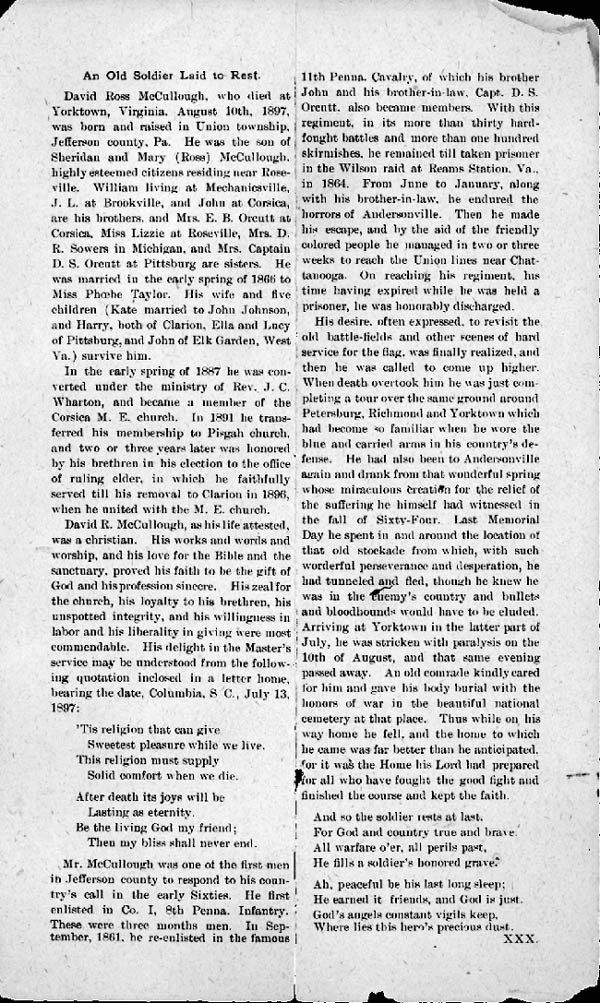 An Old Soldier Laid to Rest.
David Ross McCullough, who died at
Yorktown, Virginia, August 10th, 1897,
was born and raised in Union township,
Jefferson county, Pa. He was the son of
Sheridan and Mary (Ross) McCullough,
highly esteemed citizens residing near Rose-
ville. William living at Mechanicsville,
J. L. at Brookville, and John at Corsica,
are his brothers, and Mrs. E. B. Orcutt at
Corsica, Miss Lizzie at Roseville, Mrs. D.
R. Sowers in Michigan, and Mrs. Captain
D. S. Orcutt at Pittsburg are sisters. He
was married in the early spring of 1866 to
Miss Phœbe Taylor. His wife and five
children (Kate married to John Johnson,
and Harry, both of Clarion, Ella and Lucy
of Pittsburg, and John of Elk Garden, West
Va.) survive him.
In the early spring of 1887 he was con-
verted under the ministry of Rev. J. C.
Wharton, and became a member of the
Corsica M. E. church. In 1891 he trans-
ferred his membership to Pisgah church,
and two or three years later was honored
by his brethren in his election to the office
of ruling elder, in which he faithfully
served till his removal to Clarion in 1896,
when he united with the M. E. church.
David R. McCullough, as his life attested,
was a christian. His works and words and
worship, and his love for the Bible and the
sanctuary, proved his faith to be the gift of
God and his profession sincere. His zeal for
the church, his loyalty to his brethren, his
unspotted integrity, and his willingness in
labor and his liberality in giving were most
commendable. His delight in the Master's
service may be understood from the follow-
ing quotation inclosed in a letter home,
bearing the date, Columbia, S C., July 13,
1897:
'Tis religion that can give
Sweetest pleasure while we live.
This religion must supply
Solid comfort when we die.
After death its joys will be
Lasting as eternity.
Be the living God my friend;
Then my bliss shall never end.
Mr. McCullough was one of the first men
in Jefferson county to respond to his coun-
try's call in the early Sixties. He first
enlisted in Co. I, 8th Penna. Infantry.
These were three months men. In Sep-
tember, 1861, he re-enlisted in the famous
11th Penna. Cavalry, of which his brother
John and his brother-in-law, Capt. D. S.
Orcutt, also became members. With this
regiment, in its more than thirty hard-
fought battles and more than one hundred
skirmishes, he remained till taken prisoner
in the Wilson raid at Reams Station, Va.,
in 1864. From June to January, along
with his brother-in-law, he endured the
horrors of Andersonville. Then he made
his escape, and by the aid of the friendly
colored people he managed in two or three
weeks to reach the Union lines near Chat-
tanooga. On reaching his regiment, his
time having expired while he was held a
prisoner, he was honorably discharged.
His desire, often expressed, to revisit the
old battle-fields and other scenes of hard
service for the flag, was finally realized, and
then he was called to come up higher.
When death overtook him he was just com-
pleting a tour over the same ground around
Petersburg, Richmond and Yorktown which
had become so familiar when he wore the
blue and carried arms in his country's de-
fense. He had also been to Andersonville
again and drank from that wonderful spring
whose miraculous creation for the relief of
the suffering he himself had witnessed in
the fall of Sixty-Four. Last Memorial
Day he spent in and around the location of
that old stockade from which, with such
worderful perseverance and desperation, he
had tunneled and fled, though he knew he
was in the enemy's country and bullets
and bloodhounds would have to be eluded.
Arriving at Yorktown in the latter part of
July, he was stricken with paralysis on the
10th of August, and that same evening
passed away. An old comrade kindly cared
for him and gave his body burial with the
honors of war in the beautiful national
cemetery at that place. Thus while on his
way home he fell, and the home to which
he came was far better than he anticipated,
for it was the Home his Lord had prepared
for all who have fought the good fight and
finished the course and kept the faith.
And so the soldier rests at last,
For God and country true and brave.
All warfare o'er, all perils past,
He fills a soldier's honored grave.
Ah, peaceful be his last long sleep;
He earned it friends, and God is just.
God's angels constant vigils keep,
Where lies this hero's precious dust.
XXX.